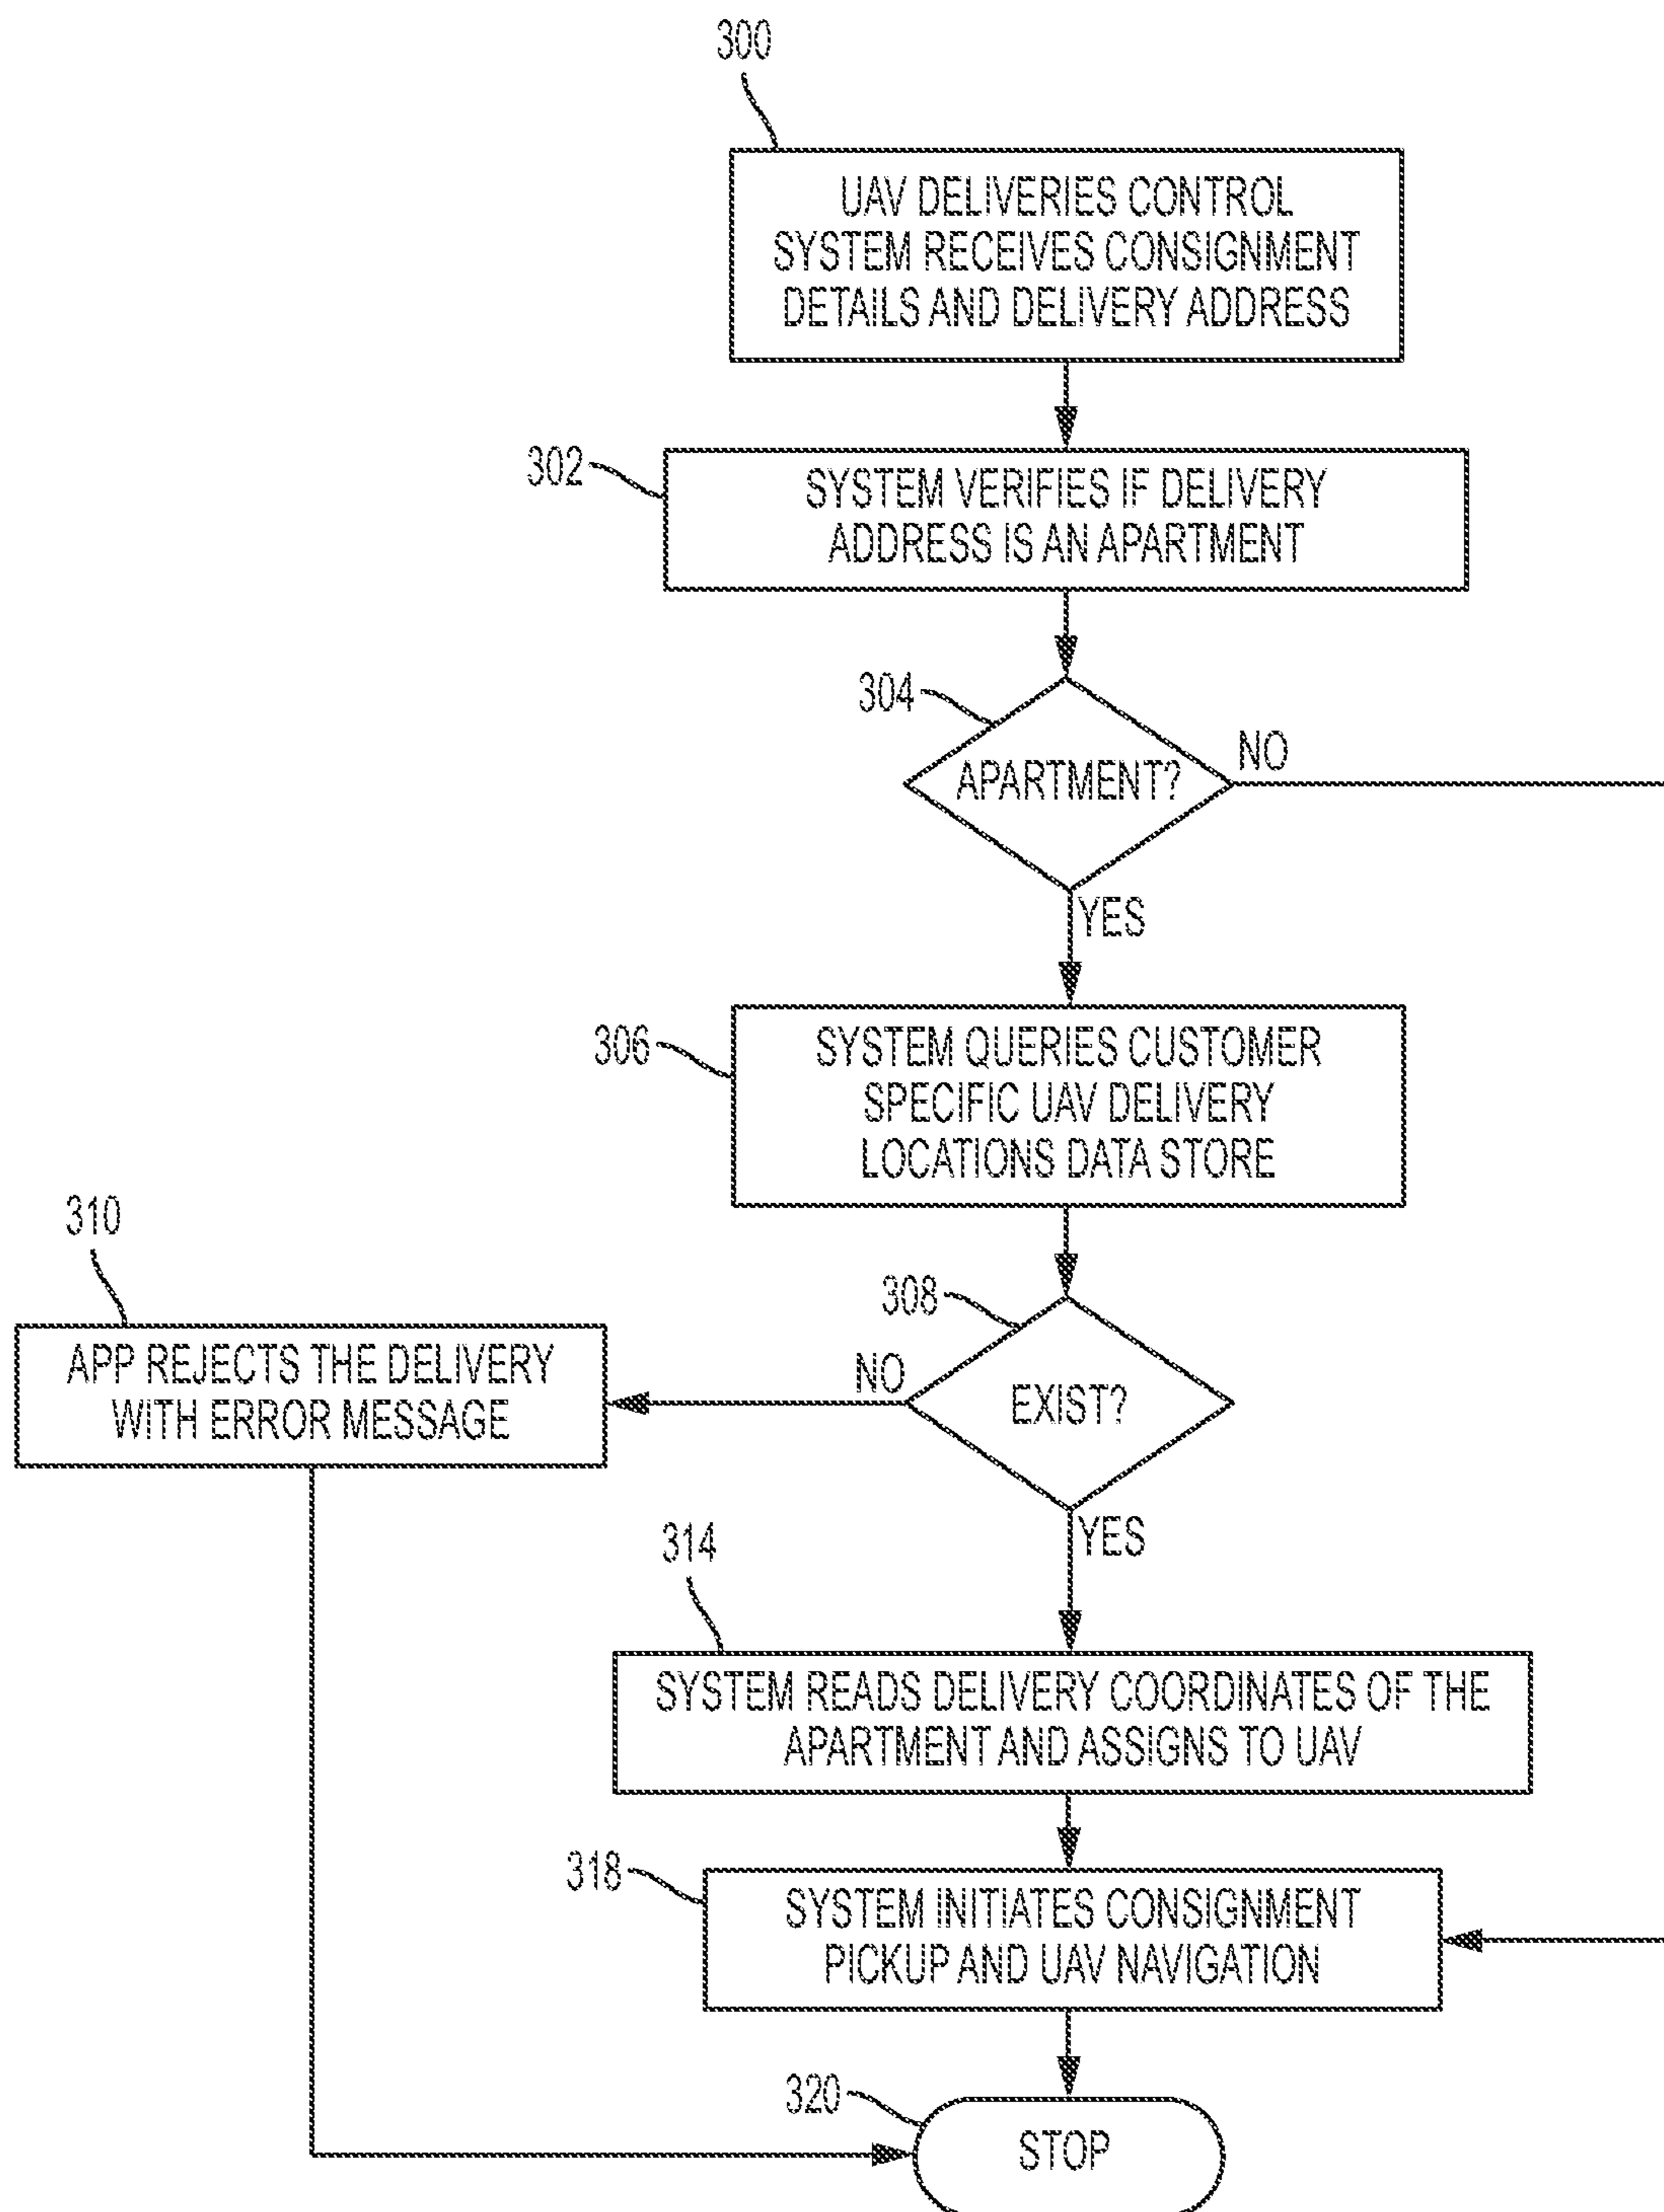 300
UAV DELIVERIES CONTROL
SYSTEM RECEIVES CONSIGNMENT
DETAILS AND DELIVERY ADDRESS
302
SYSTEM VERIFIES IF DELIVERY
ADDRESS IS AN APARTMENT
304
APARTMENT?
NO
YES
306
SYSTEM QUERIES CUSTOMER
SPECIFIC UAV DELIVERY
LOCATIONS DATA STORE
310
APP REJECTS THE DELIVERY
WITH ERROR MESSAGE
308
NO
EXIST?
YES
314
SYSTEM READS DELIVERY COORDINATES OF THE
APARTMENT AND ASSIGNS TO UAV
318
SYSTEM INITIATES CONSIGNMENT
PICKUP AND UAV NAVIGATION
320
STOP